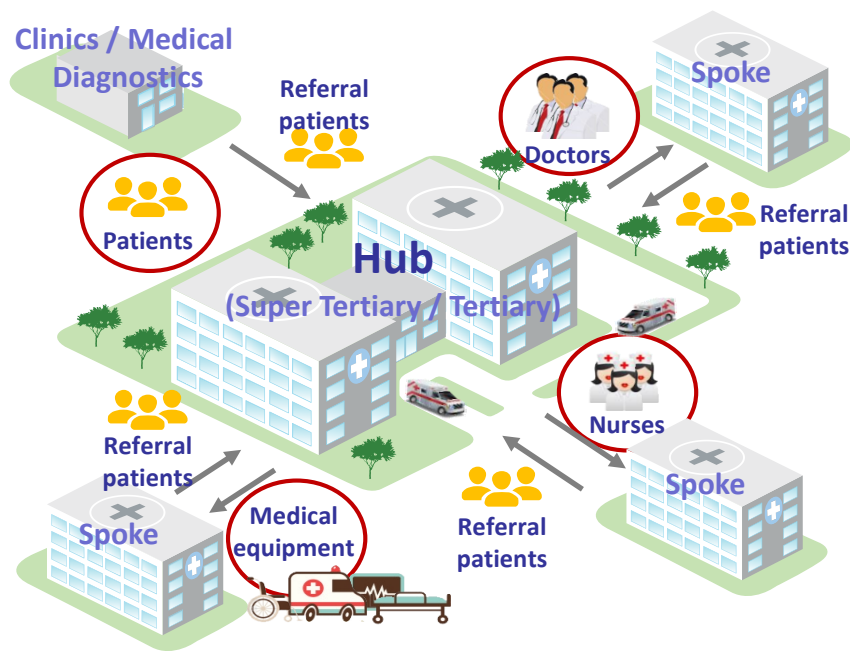 Clinics / Medical
Diagnostics
Referral
patients
Doctors
Spoke
Patients
Referral
patients
Hub
(Super Tertiary / Tertiary)
Nurses
Referral
patients
Spoke
Spoke
Medical
equipment
Referral
patients